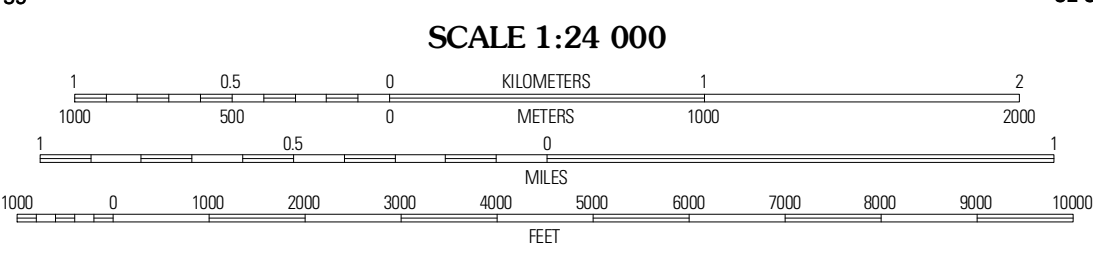 SCALE 1:24 000
1 0.5 0 KILOMETERS 1 2
1000 500 0 METERS 1000 2000
1 0.5 0 1
MILES
1000 0 1000 2000 3000 4000 5000 6000 7000 8000 9000 10000
FEET